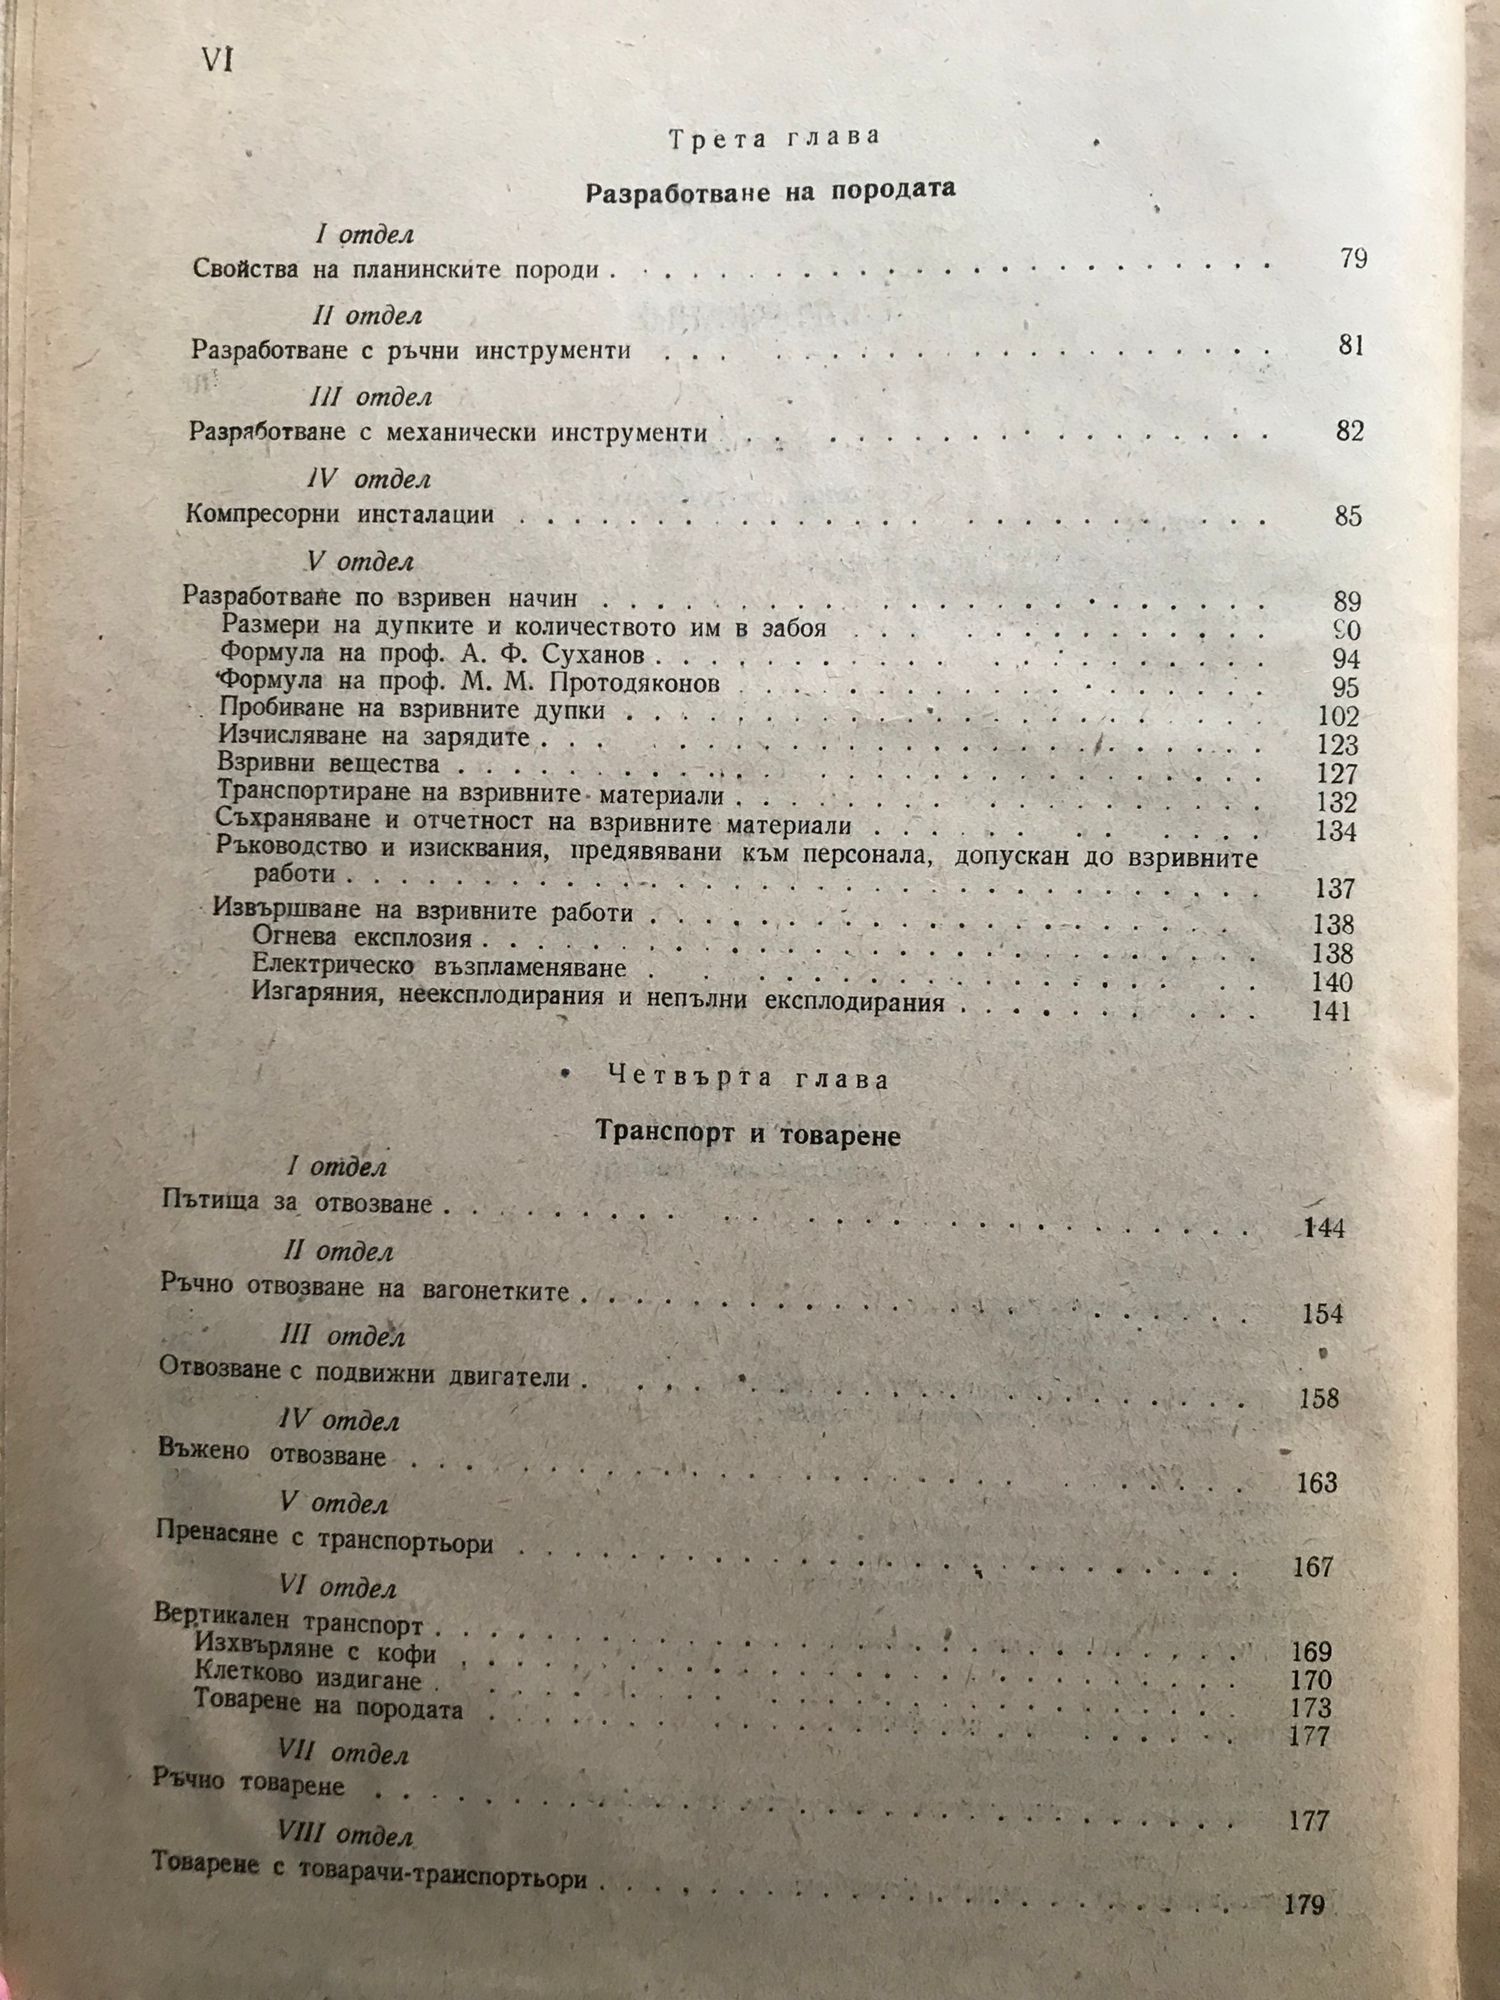 VI
Трета глава
Разработване на породата
I отдел
Свойства на планинските породи . . . . . . . . . . . . . . . . . . . . . . 79
II отдел
Разработване с ръчни инструменти . . . . . . . . . . . . . . . . . . . . 81
III отдел
Разработване с механически инструменти . . . . . . . . . . . . . . . . . 82
IV отдел
Компресорни инсталации . . . . . . . . . . . . . . . . . . . . . . . . 85
V отдел
Разработване по взривен начин . . . . . . . . . . . . . . . . . . . . . 89
Размери на дупките и количеството им в забоя . . . . . . . . . . . . . 90
Формула на проф. А. Ф. Суханов . . . . . . . . . . . . . . . . . . . . 94
Формула на проф. М. М. Протодяконов . . . . . . . . . . . . . . . . . 95
Пробиване на взривните дупки . . . . . . . . . . . . . . . . . . . . . 102
Изчисляване на зарядите . . . . . . . . . . . . . . . . . . . . . . . 123
Взривни вещества . . . . . . . . . . . . . . . . . . . . . . . . . . 127
Транспортиране на взривните материали . . . . . . . . . . . . . . . . 132
Съхраняване и отчетност на взривните материали . . . . . . . . . . . . 134
Ръководство и изисквания, предявявани към персонала, допускан до взривните
работи . . . . . . . . . . . . . . . . . . . . . . . . . . . . . . . 137
Извършване на взривните работи . . . . . . . . . . . . . . . . . . . . 138
Огнева експлозия . . . . . . . . . . . . . . . . . . . . . . . . . . 138
Електрическо възпламеняване . . . . . . . . . . . . . . . . . . . . . 140
Изгаряния, неексплодирания и непълни експлодирания . . . . . . . . . . 141
Четвърта глава
Транспорт и товарене
I отдел
Пътища за отвозване . . . . . . . . . . . . . . . . . . . . . . . . . 144
II отдел
Ръчно отвозване на вагонетките . . . . . . . . . . . . . . . . . . . . 154
III отдел
Отвозване с подвижни двигатели . . . . . . . . . . . . . . . . . . . . 158
IV отдел
Въжено отвозване . . . . . . . . . . . . . . . . . . . . . . . . . . 163
V отдел
Пренасяне с транспортьори . . . . . . . . . . . . . . . . . . . . . . 167
VI отдел
Вертикален транспорт . . . . . . . . . . . . . . . . . . . . . . . . 169
Изхвърляне с кофи . . . . . . . . . . . . . . . . . . . . . . . . . 170
Клетково издигане . . . . . . . . . . . . . . . . . . . . . . . . . 173
Товарене на породата . . . . . . . . . . . . . . . . . . . . . . . . 177
VII отдел
Ръчно товарене . . . . . . . . . . . . . . . . . . . . . . . . . . . 177
VIII отдел
Товарене с товарачи-транспортьори . . . . . . . . . . . . . . . . . . 179